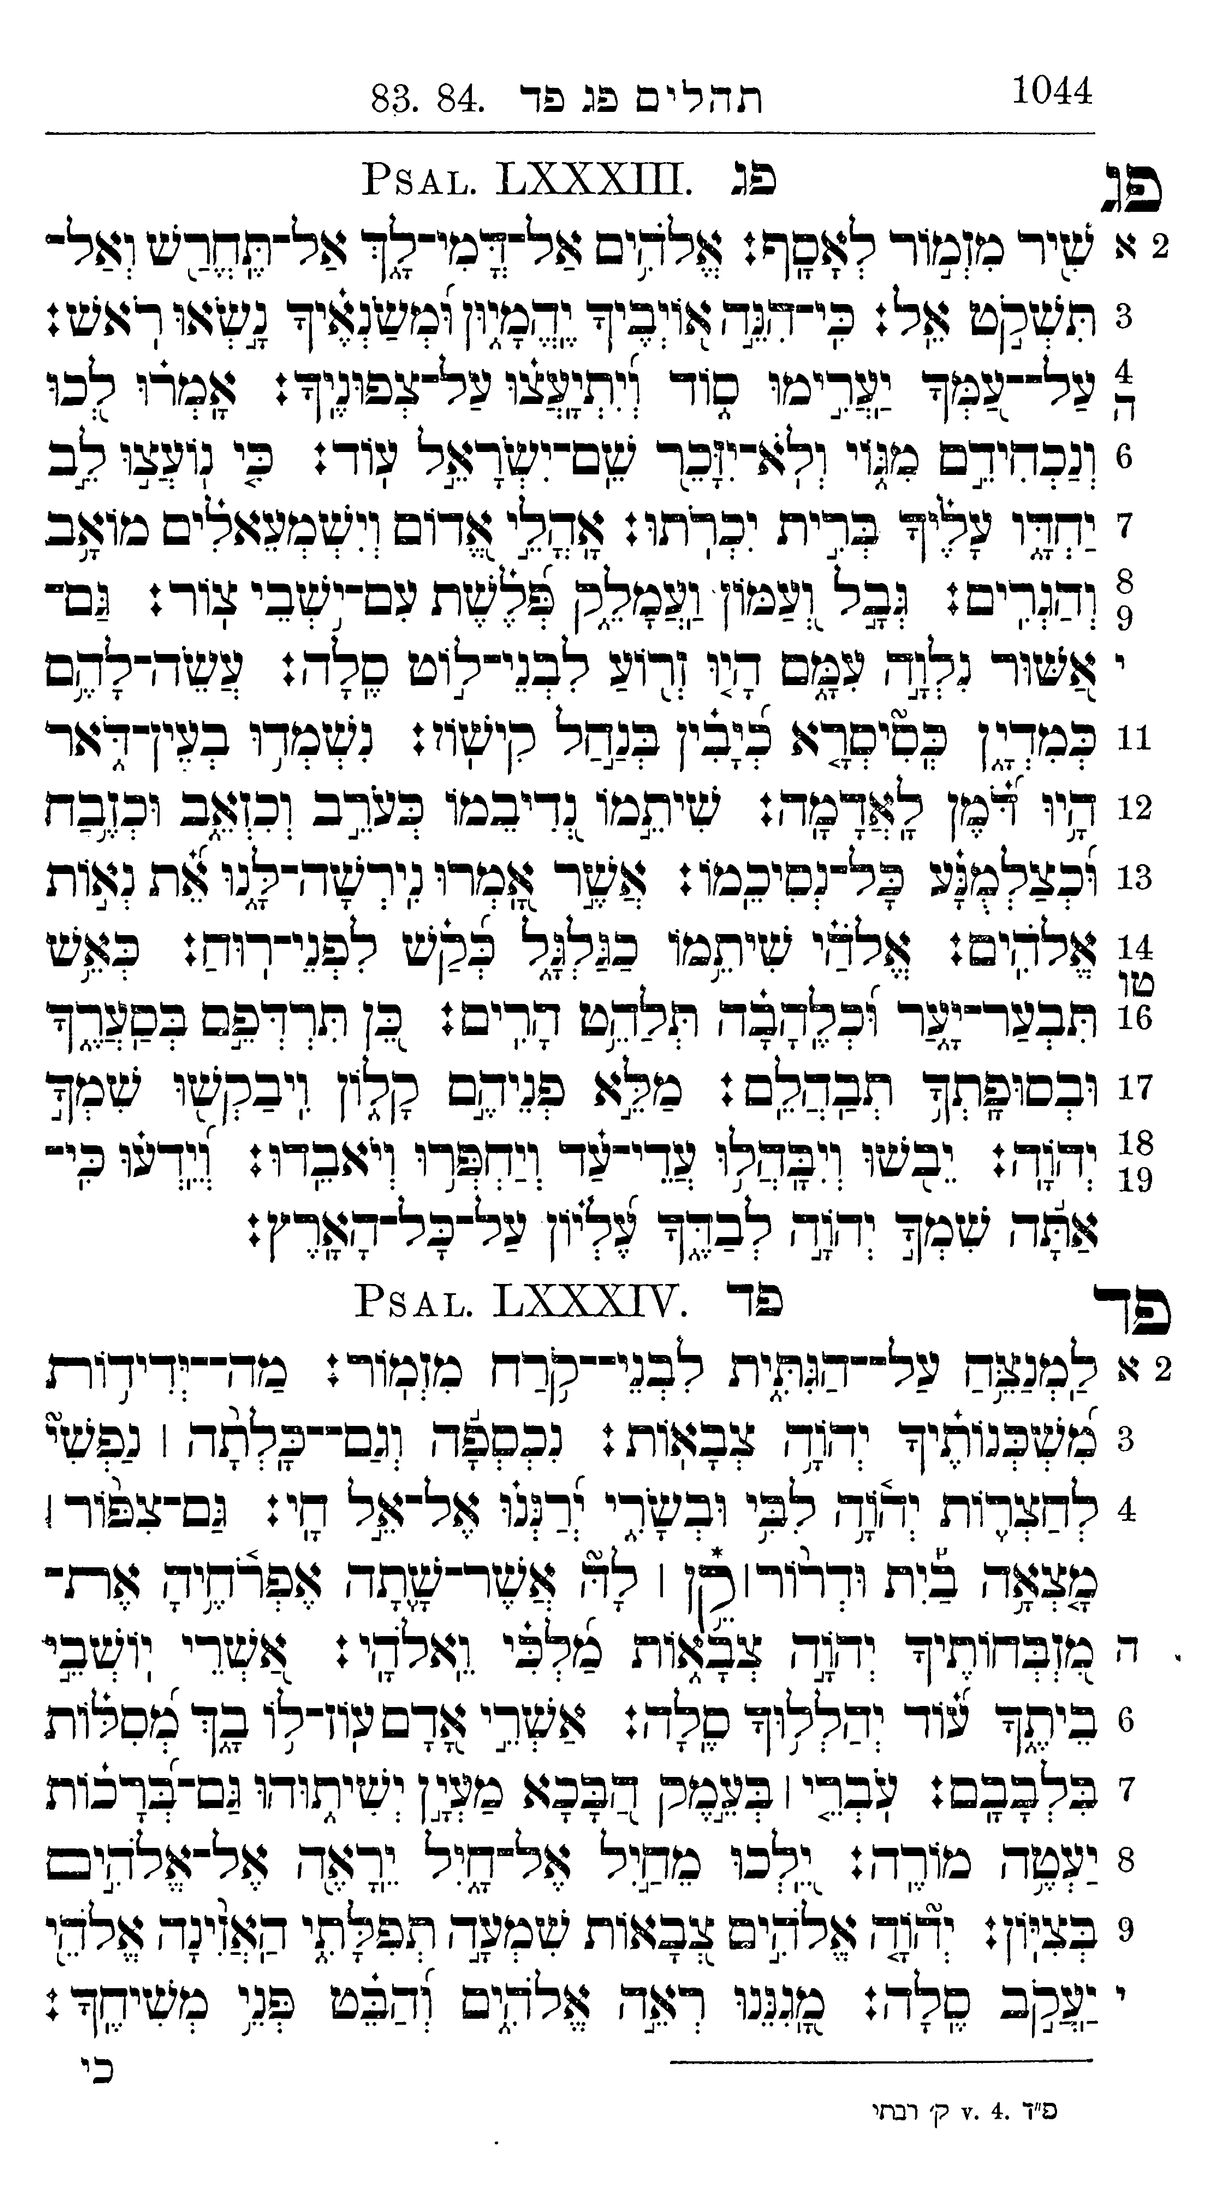 1044 תהלים פג פד 83. 84.
פג PSAL. LXXXIII. פג
2 א שִׁ֖יר מִזְמ֣וֹר לְאָסָֽף׃ אֱלֹהִ֥ים אַל־דֳּמִי־לָ֑ךְ אַל־תֶּחֱרַ֖שׁ וְאַל־
3 תִּשְׁקֹ֣ט אֵֽל׃ כִּֽי־הִנֵּ֣ה א֭וֹיְבֶיךָ יֶהֱמָי֑וּן וּ֝מְשַׂנְאֶ֗יךָ נָ֣שְׂאוּ רֹֽאשׁ׃
4 ה עַֽל־עַ֭מְּךָ יַעֲרִ֣ימוּ ס֑וֹד וְ֝יִתְיָעֲצ֗וּ עַל־צְפוּנֶֽיךָ׃ אָֽמְר֗וּ לְ֭כוּ
6 וְנַכְחִידֵ֣ם מִגּ֑וֹי וְלֹֽא־יִזָּכֵ֖ר שֵֽׁם־יִשְׂרָאֵ֣ל עֽוֹד׃ כִּ֤י נוֹעֲצ֣וּ לֵ֣ב
7 יַחְדָּ֑ו עָ֝לֶ֗יךָ בְּרִ֣ית יִכְרֹֽתוּ׃ אָהֳלֵ֣י אֱ֭דוֹם וְיִשְׁמְעֵאלִ֗ים מוֹאָ֥ב
8 9 וְהַגְרִֽים׃ גְּבָ֣ל וְ֭עַמּוֹן וַעֲמָלֵ֑ק פְּ֝לֶ֗שֶׁת עִם־יֹ֥שְׁבֵי צֽוֹר׃ גַּם־
י אַ֭שּׁוּר נִלְוָ֣ה עִמָּ֑ם הָ֤י֥וּ זְר֖וֹעַ לִבְנֵי־ל֣וֹט סֶֽלָה׃ עֲשֵֽׂה־לָהֶ֥ם
11 כְּמִדְיָ֑ן כְּֽסִ֥יסְרָ֥א כְ֝יָבִ֗ין בְּנַ֣חַל קִישֽׁוֹן׃ נִשְׁמְד֥וּ בְעֵין־דֹּ֑אר
12 הָ֥יוּ דֹּ֝֗מֶן לָאֲדָמָֽה׃ שִׁיתֵ֣מוֹ נְ֭דִיבֵמוֹ כְּעֹרֵ֣ב וְכִזְאֵ֑ב וּֽכְזֶ֥בַח
13 וּ֝כְצַלְמֻנָּ֗ע כָּל־נְסִיכֵֽמוֹ׃ אֲשֶׁ֣ר אָ֭מְרוּ נִ֣ירְשָׁה־לָּ֑נוּ אֵ֝֗ת נְא֣וֹת
14 טו אֱלֹהִֽים׃ אֱֽלֹהַ֗י שִׁיתֵ֥מוֹ כַגַּלְגַּ֑ל כְּ֝קַ֗שׁ לִפְנֵי־רֽוּחַ׃ כְּאֵ֥שׁ
16 תִּבְעַר־יָ֑עַר וּ֝כְלֶהָבָ֗ה תְּלַהֵ֥ט הָרִֽים׃ כֵּ֭ן תִּרְדְּפֵ֣ם בְּסַעֲרֶ֑ךָ
17 וּבְסוּפָתְךָ֥ תְבַהֲלֵֽם׃ מַלֵּ֣א פְנֵיהֶ֣ם קָל֑וֹן וִֽיבַקְשׁ֖וּ שִׁמְךָ֣
18 19 יְהוָֽה׃ יֵבֹ֖שׁוּ וְיִבָּהֲל֥וּ עֲדֵי־עַ֗ד וְֽיַחְפְּר֥וּ וְיֹאבֵֽדוּ׃ וְֽיֵדְע֗וּ כִּֽי־
אַתָּ֬ה שִׁמְךָ֣ יְהוָ֣ה לְבַדֶּ֑ךָ עֶ֝לְי֗וֹן עַל־כָּל־הָאָֽרֶץ׃
פד PSAL. LXXXIV. פד
2 א לַמְנַצֵּ֥חַ עַֽל־הַגִּתִּ֑ית לִבְנֵי־קֹ֥רַח מִזְמֽוֹר׃ מַה־יְּדִיד֥וֹת
3 מִ֝שְׁכְּנוֹתֶ֗יךָ יְהוָ֥ה צְבָאֽוֹת׃ נִכְסְפָ֬ה וְגַם־כָּלְתָ֨ה ׀ נַפְשִׁי֮
4 לְחַצְר֪וֹת יְה֫וָ֥ה לִבִּ֥י וּבְשָׂרִ֑י יְ֝רַנְּנ֗וּ אֶ֣ל־אֵ֥ל חָֽי׃ גַּם־צִפּ֨וֹר ׀
מָ֤צְאָ֥ה בַ֡יִת וּדְר֤וֹר׀ קֵ֥ן ׀ לָהּ֮ אֲשֶׁר־שָׁ֪תָה אֶפְרֹ֫חֶ֥יהָ אֶֽת־
ה מִ֭זְבְּחוֹתֶיךָ יְהוָ֣ה צְבָא֑וֹת מַ֝לְכִּ֗י וֵאלֹהָֽי׃ אַ֭שְׁרֵי יוֹשְׁבֵ֣י
6 בֵיתֶ֑ךָ ע֝֗וֹד יְֽהַלְל֥וּךָ סֶּֽלָה׃ אַשְׁרֵ֣י אָ֭דָם עֽוֹז־ל֥וֹ בָ֑ךְ מְ֝סִלּ֗וֹת
7 בִּלְבָבָֽם׃ עֹבְרֵ֤י ׀ בְּעֵ֣מֶק הַ֭בָּכָא מַעְיָ֣ן יְשִׁית֑וּהוּ גַּם־בְּ֝רָכ֗וֹת
8 יַעְטֶ֥ה מוֹרֶֽה׃ יֵ֭לְכוּ מֵחַ֣יִל אֶל־חָ֑יִל יֵרָאֶ֖ה אֶל־אֱלֹהִ֣ים
9 בְּצִיּֽוֹן׃ יְה֘וָ֤ה אֱלֹהִ֣ים צְ֭בָאוֹת שִׁמְעָ֣ה תְפִלָּתִ֑י הַאֲזִ֨ינָה אֱלֹהֵ֖י
י יַעֲקֹ֣ב סֶֽלָה׃ מָ֭גִנֵּנוּ רְאֵ֣ה אֱלֹהִ֑ים וְ֝הַבֵּ֗ט פְּנֵ֣י מְשִׁיחֶֽךָ׃
כי
פ״ד v. 4. ק׳ רבתי